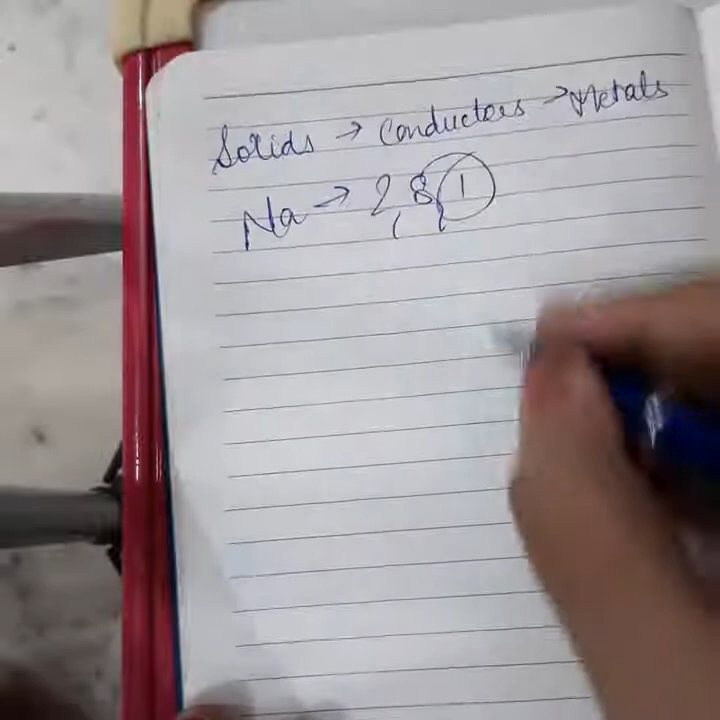 Solids → Conductors → Metals
Na → 2, 8, 1